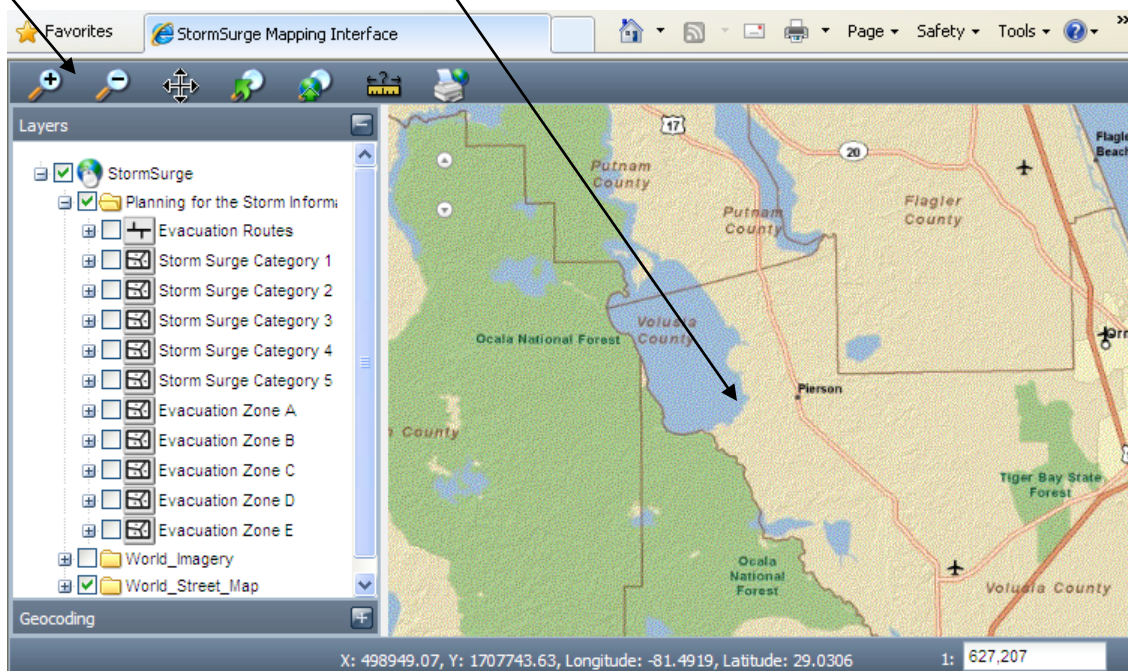 Favorites
StormSurge Mapping Interface
Page
Safety
Tools
Layers
StormSurge
Planning for the Storm Informa
Evacuation Routes
Storm Surge Category 1
Storm Surge Category 2
Storm Surge Category 3
Storm Surge Category 4
Storm Surge Category 5
Evacuation Zone A
Evacuation Zone B
Evacuation Zone C
Evacuation Zone D
Evacuation Zone E
World_Imagery
World_Street_Map
Geocoding
17
20
Flagle
Beach
Putnam
County
Putnam
County
Flagler
County
Volusia
County
Ocala National Forest
Orn
Pierson
n County
Tiger Bay State
Forest
Ocala
National
Forest
Volusia County
X: 498949.07, Y: 1707743.63, Longitude: -81.4919, Latitude: 29.0306
1: 627,207